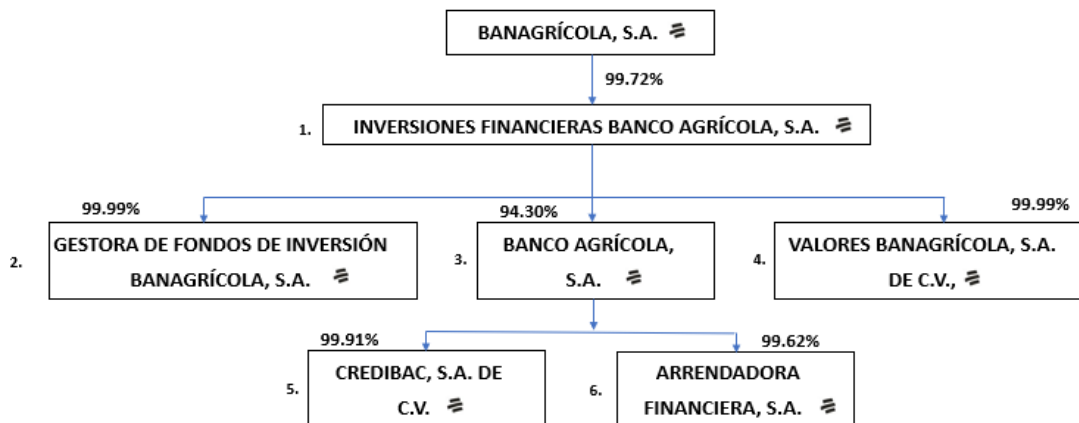 BANAGRÍCOLA, S.A.
99.72%
1. INVERSIONES FINANCIERAS BANCO AGRÍCOLA, S.A.
99.99%
94.30%
99.99%
2. GESTORA DE FONDOS DE INVERSIÓN
BANAGRÍCOLA, S.A.
3. BANCO AGRÍCOLA,
S.A.
4. VALORES BANAGRÍCOLA, S.A.
DE C.V.,
99.91%
99.62%
5. CREDIBAC, S.A. DE
C.V.
6. ARRENDADORA
FINANCIERA, S.A.